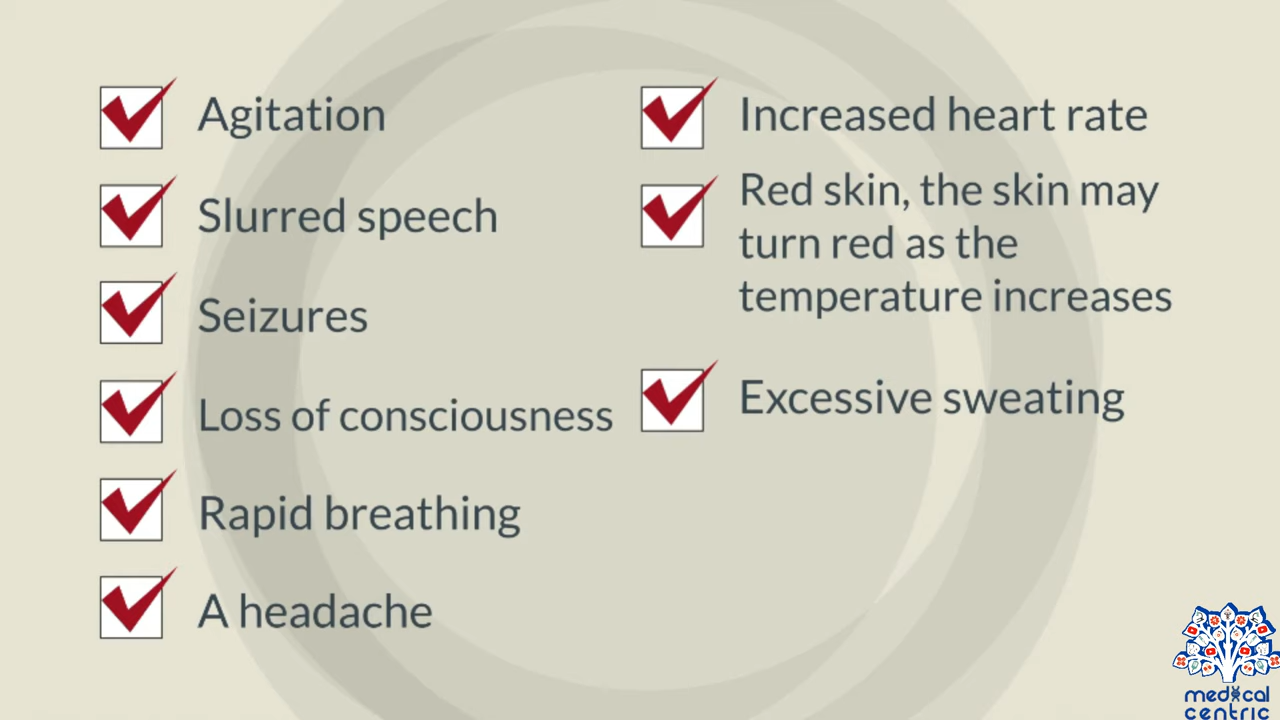 Agitation
Slurred speech
Seizures
Loss of consciousness
Rapid breathing
A headache
Increased heart rate
Red skin, the skin may
turn red as the
temperature increases
Excessive sweating
medical
centric